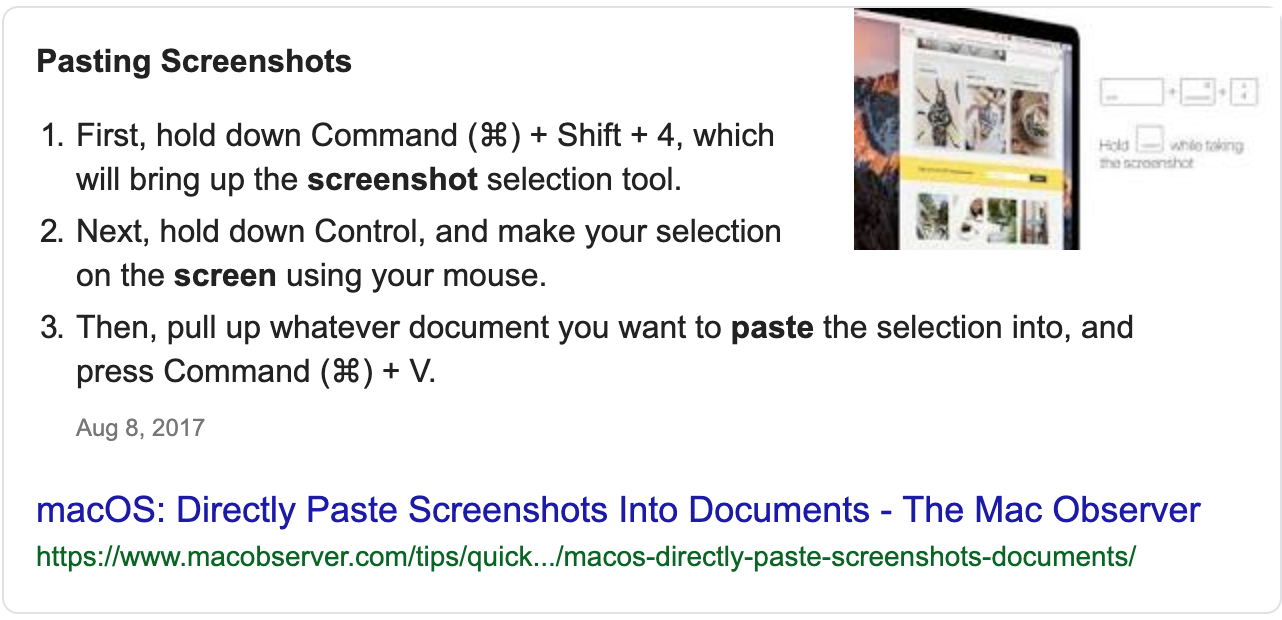 Pasting Screenshots
1. First, hold down Command (⌘) + Shift + 4, which
will bring up the screenshot selection tool.
2. Next, hold down Control, and make your selection
on the screen using your mouse.
3. Then, pull up whatever document you want to paste the selection into, and
press Command (⌘) + V.
Aug 8, 2017
Hold while taking
the screenshot
macOS: Directly Paste Screenshots Into Documents - The Mac Observer
https://www.macobserver.com/tips/quick.../macos-directly-paste-screenshots-documents/